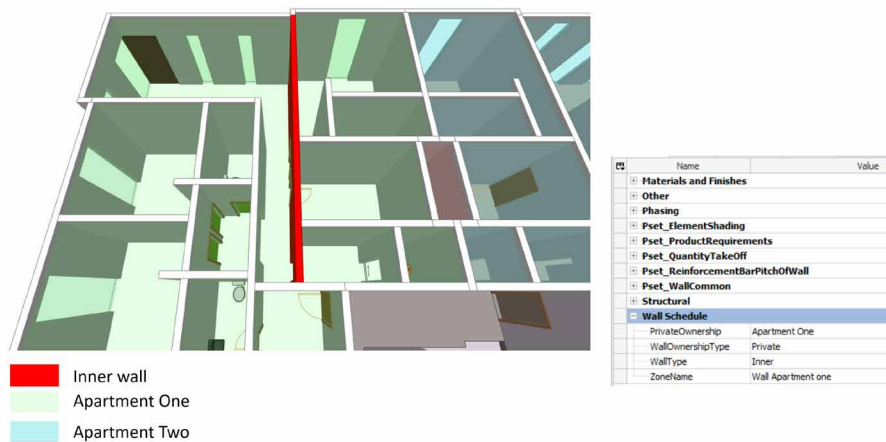 Name Value
Materials and Finishes
Other
Phasing
Pset_ElementShading
Pset_ProductRequirements
Pset_QuantityTakeOff
Pset_ReinforcementBarPitchOfWall
Pset_WallCommon
Structural
Wall Schedule
PrivateOwnership Apartment One
WallOwnershipType Private
WallType Inner
ZoneName Wall Apartment one
Inner wall
Apartment One
Apartment Two